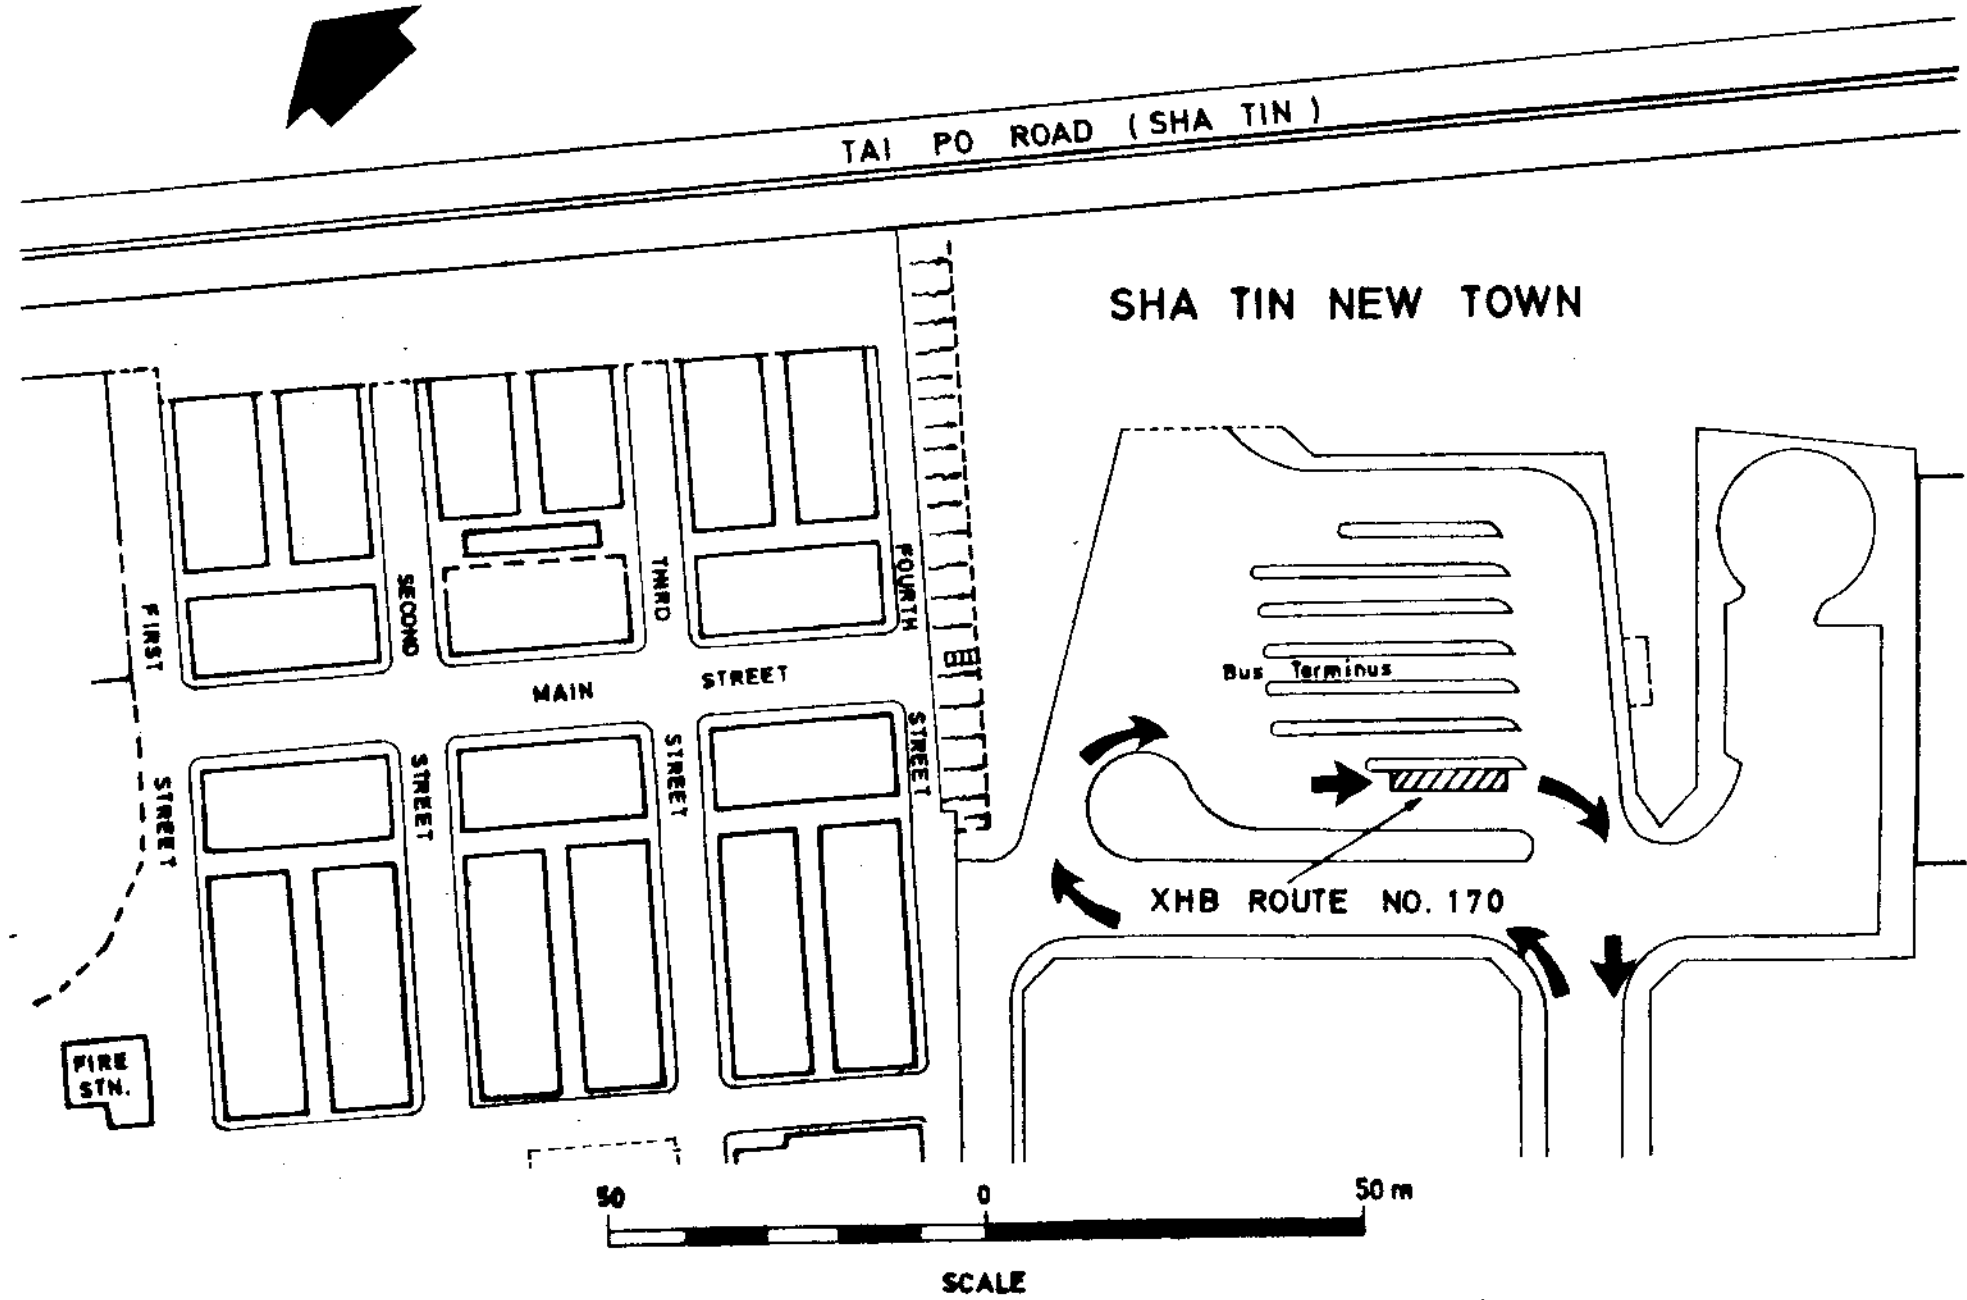 TAI PO ROAD (SHA TIN)
SHA TIN NEW TOWN
FIRST STREET
SECOND STREET
THIRD STREET
FOURTH STREET
MAIN STREET
Bus Terminus
XHB ROUTE NO. 170
FIRE
STN.
50 0 50 m
SCALE